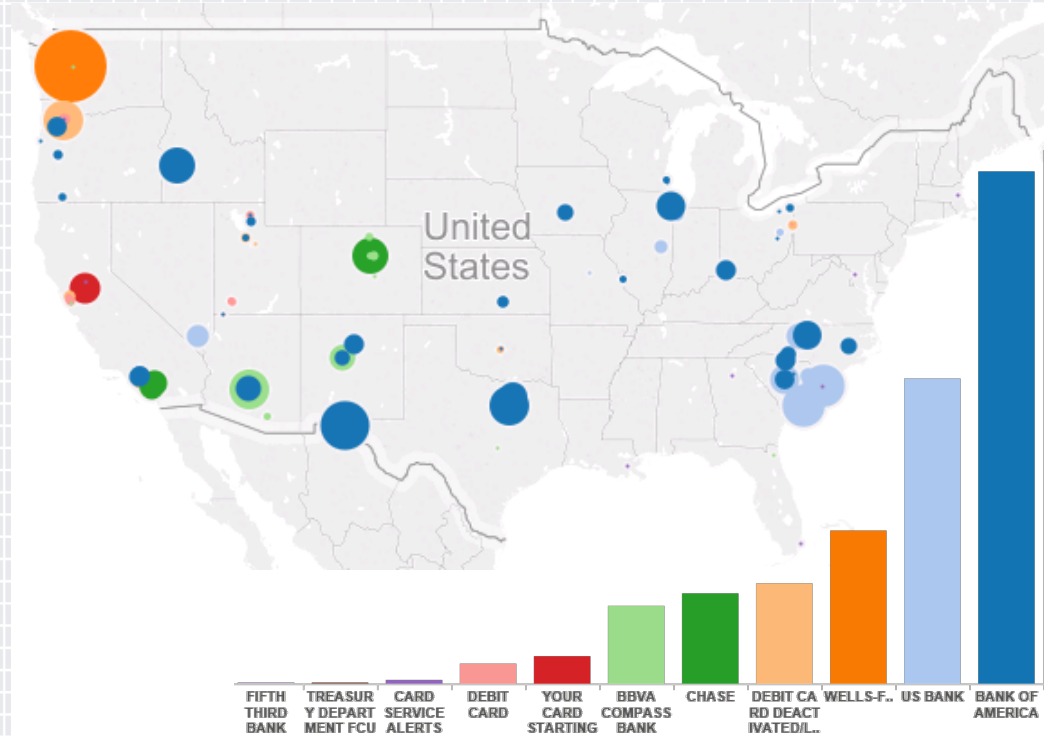 United
States
FIFTH
THIRD
BANK
TREASUR
Y DEPART
MENT FCU
CARD
SERVICE
ALERTS
DEBIT
CARD
YOUR
CARD
STARTING
BBVA
COMPASS
BANK
CHASE
DEBIT CA
RD DEACT
IVATED/L..
WELLS-F..
US BANK
BANK OF
AMERICA